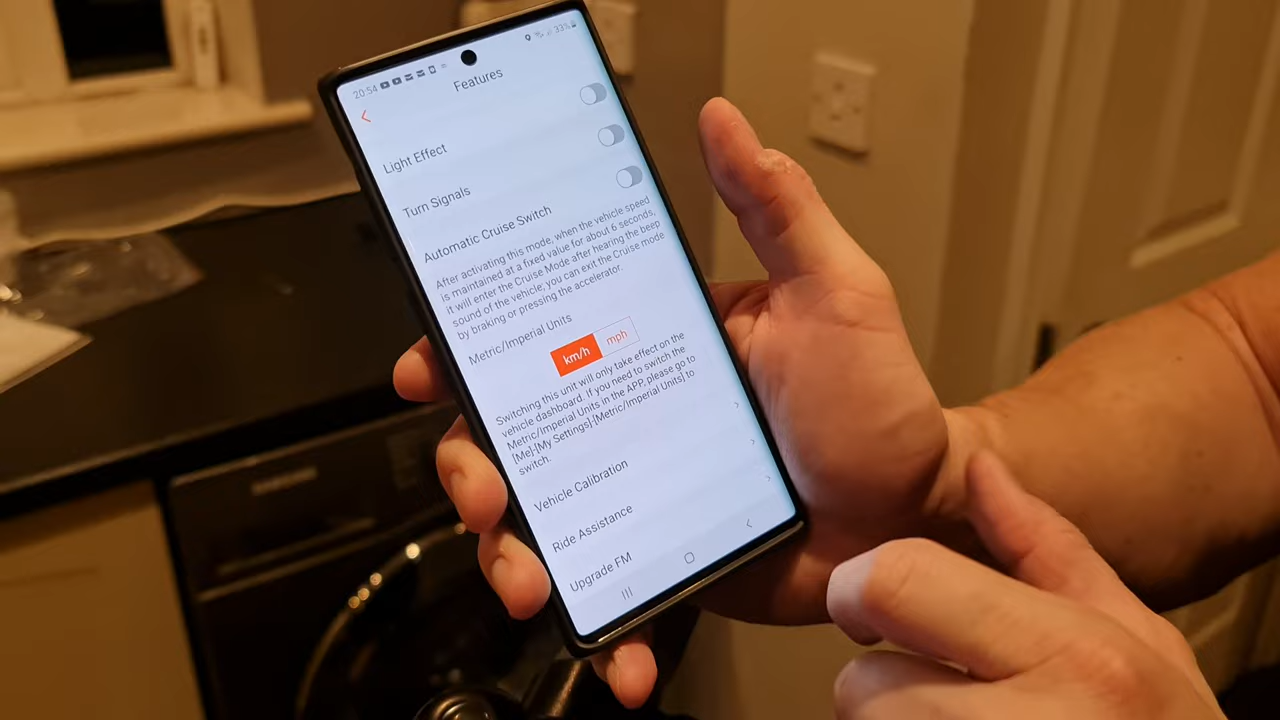 20:54
33%
Features
Light Effect
Turn Signals
Automatic Cruise Switch
After activating this mode, when the vehicle speed
is maintained at a fixed value for about 6 seconds,
it will enter the Cruise Mode after hearing the beep
sound of the vehicle, you can exit the Cruise mode
by braking or pressing the accelerator.
Metric/Imperial Units
km/h mph
Switching this unit will only take effect on the
vehicle dashboard. If you need to switch the
Metric/Imperial Units in the APP, please go to
[Me]-[My Settings]-[Metric/Imperial Units] to
switch.
Vehicle Calibration
Ride Assistance
Upgrade FM